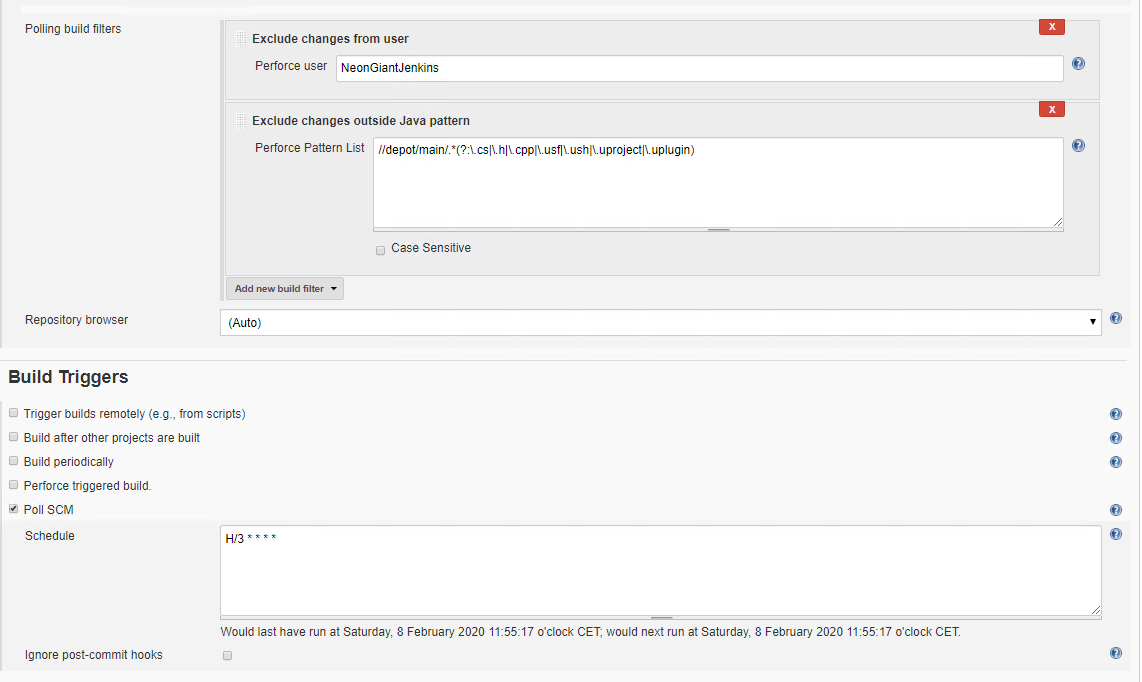 Polling build filters
Exclude changes from user
X
Perforce user
NeonGiantJenkins
Exclude changes outside Java pattern
X
Perforce Pattern List
//depot/main/.*(?:\.cs|\.h|\.cpp|\.usf|\.ush|\.uproject|\.uplugin)
Case Sensitive
Add new build filter
Repository browser
(Auto)
Build Triggers
Trigger builds remotely (e.g., from scripts)
Build after other projects are built
Build periodically
Perforce triggered build.
Poll SCM
Schedule
H/3 * * * *
Would last have run at Saturday, 8 February 2020 11:55:17 o'clock CET; would next run at Saturday, 8 February 2020 11:55:17 o'clock CET.
Ignore post-commit hooks